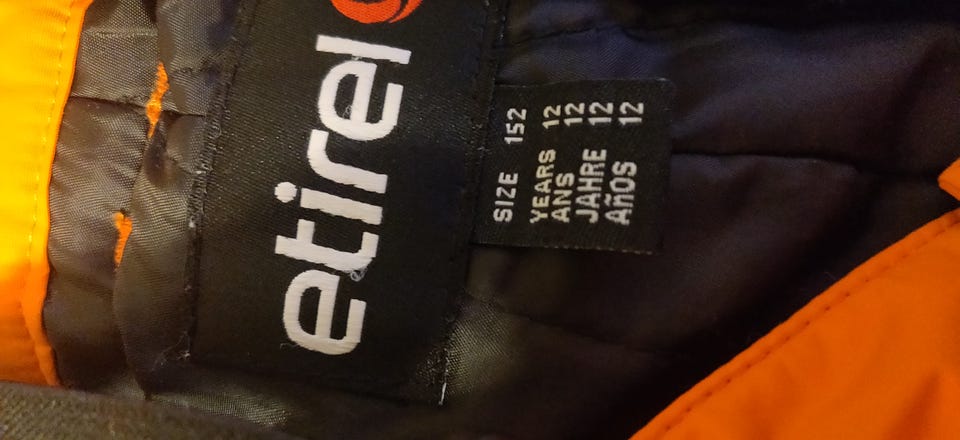 etirel
SIZE 152
YEARS 12
ANS 12
JAHRE 12
AÑOS 12